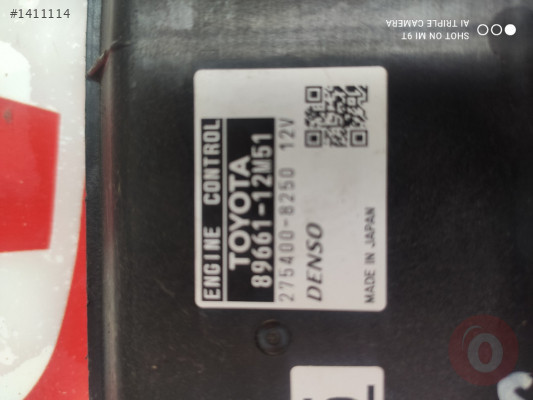 #1411114
SHOT ON MI 9T
AI TRIPLE CAMERA
ENGINE CONTROL
TOYOTA
89661-12M51
275400-8250 12V
DENSO
MADE IN JAPAN